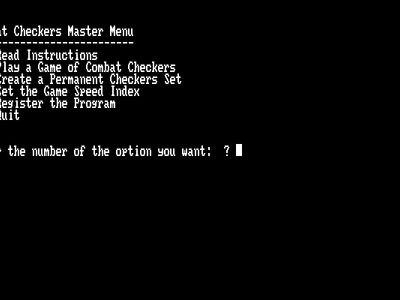 at Checkers Master Menu
----------------------
Read Instructions
Play a Game of Combat Checkers
Create a Permanent Checkers Set
Set the Game Speed Index
Register the Program
Quit
r the number of the option you want: ?